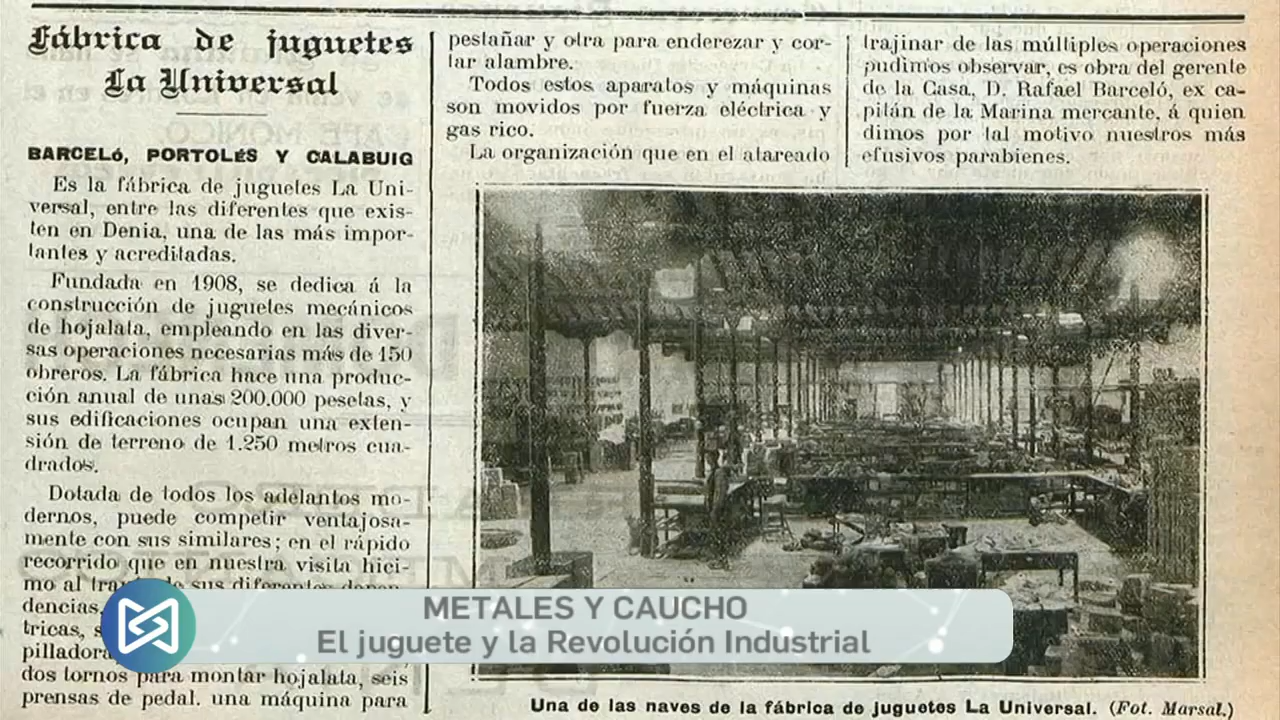 Fábrica de juguetes
La Universal
BARCELÓ, PORTOLÉS Y CALABUIG
Es la fábrica de juguetes La Uni-
versal, entre las diferentes que exis-
ten en Denia, una de las más impor-
tantes y acreditadas.
Fundada en 1908, se dedica á la
construcción de juguetes mecánicos
de hojalata, empleando en las diver-
sas operaciones necesarias más de 150
obreros. La fábrica hace una produc-
ción anual de unas 200.000 pesetas, y
sus edificaciones ocupan una exten-
sión de terreno de 1.250 metros cua-
drados.
Dotada de todos los adelantos mo-
dernos, puede competir ventajosa-
mente con sus similares; en el rápido
recorrido que en nuestra visita hici-
mo al
sus
dencias,
tricas,
pilladora
dos tornos para montar hojalata, seis
prensas de pedal. una máquina para
pestañar y otra para enderezar y cor-
tar alambre.
Todos estos aparatos y máquinas
son movidos por fuerza eléctrica y
gas rico.
La organización que en el atareado
trajinar de las múltiples operaciones
pudimos observar, es obra del gerente
de la Casa, D. Rafael Barceló, ex ca-
pitán de la Marina mercante, á quien
dimos por tal motivo nuestros más
efusivos parabienes.
Una de las naves de la fábrica de juguetes La Universal. (Fot. Marsal.)
METALES Y CAUCHO
El juguete y la Revolución Industrial